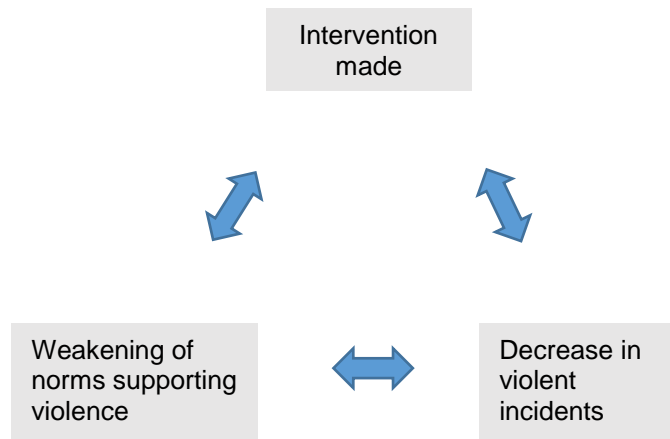 Intervention
made
Weakening of
norms supporting
violence
Decrease in
violent
incidents